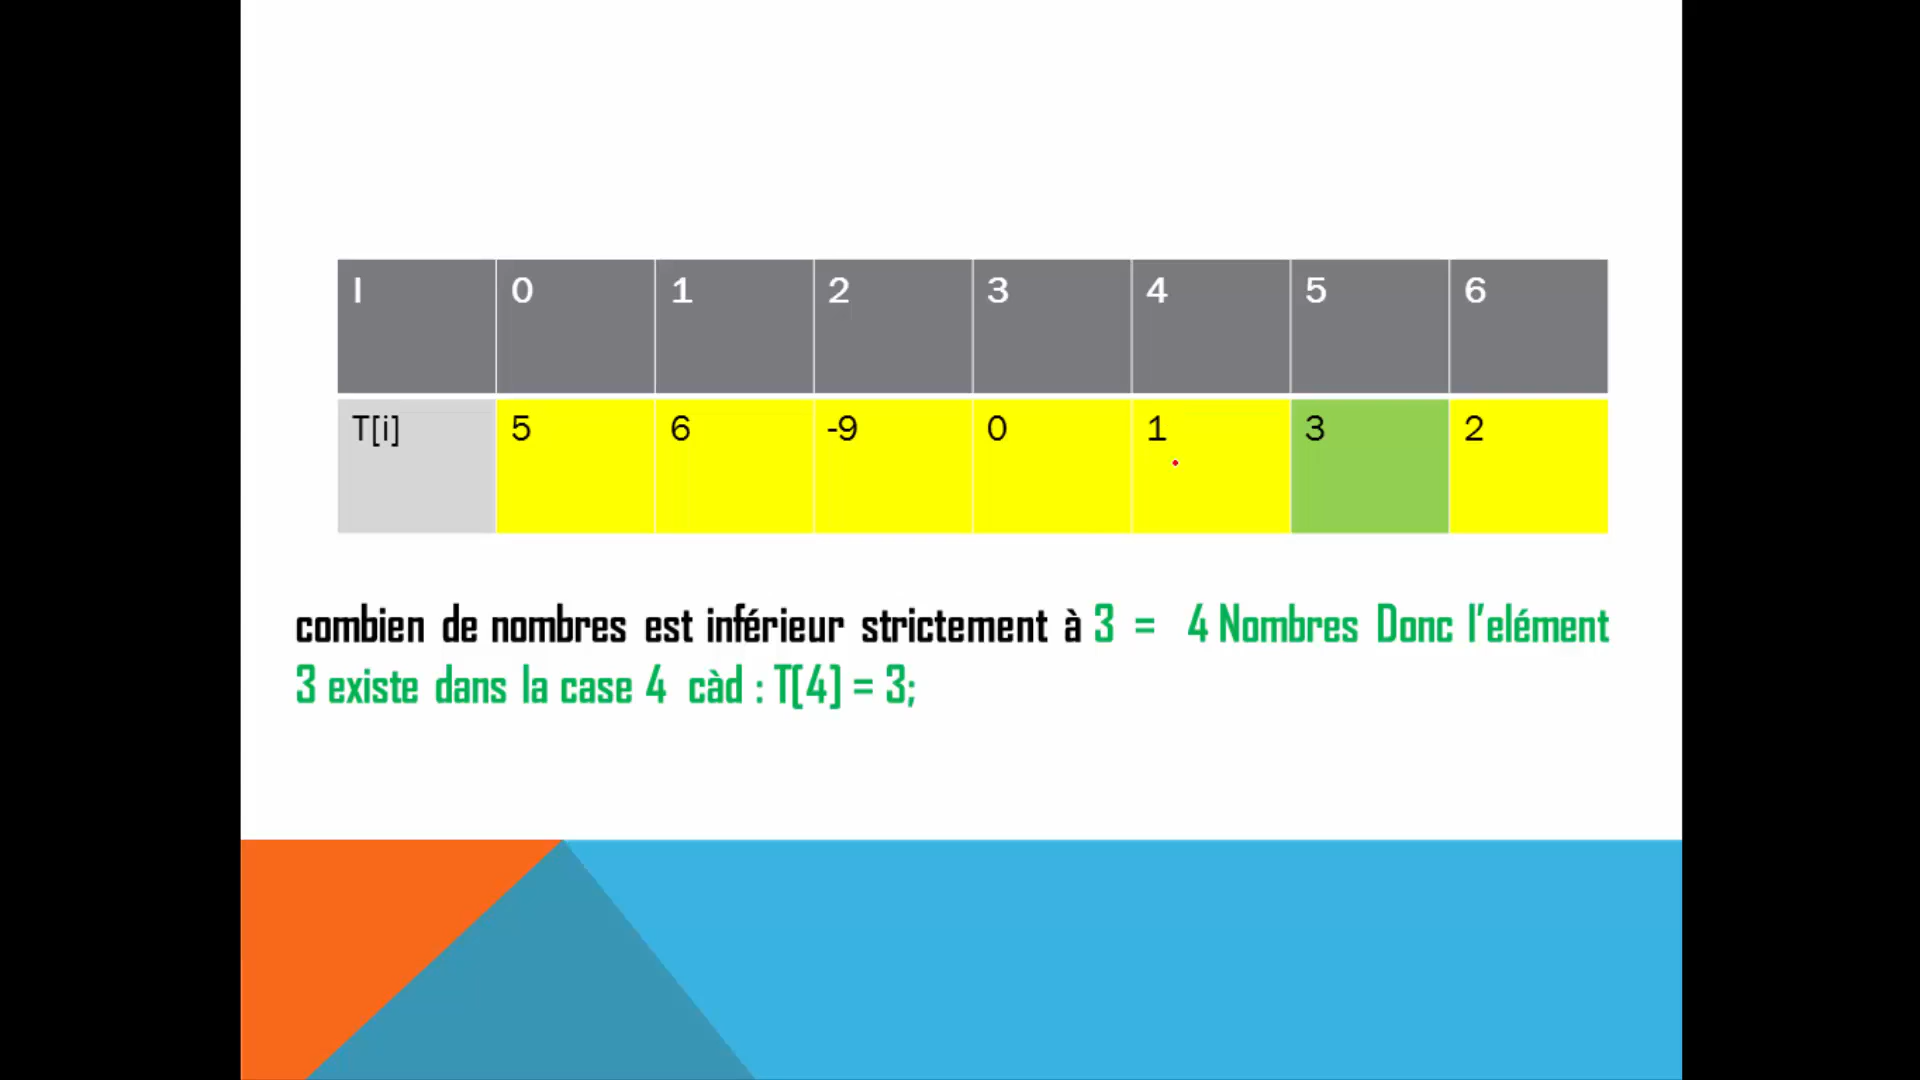 I 0 1 2 3 4 5 6
T[i] 5 6 -9 0 1 3 2
combien de nombres est inférieur strictement à 3 = 4 Nombres Donc l’elément
3 existe dans la case 4 càd : T[4] = 3;